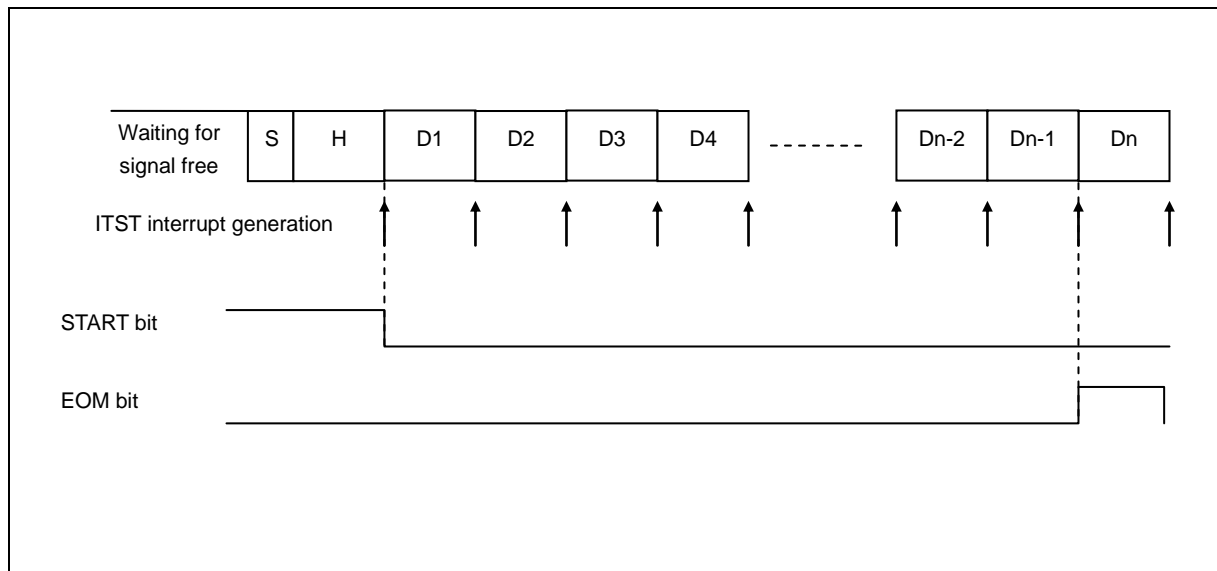 Waiting for
signal free
S H D1 D2 D3 D4 Dn-2 Dn-1 Dn
ITST interrupt generation
START bit
EOM bit